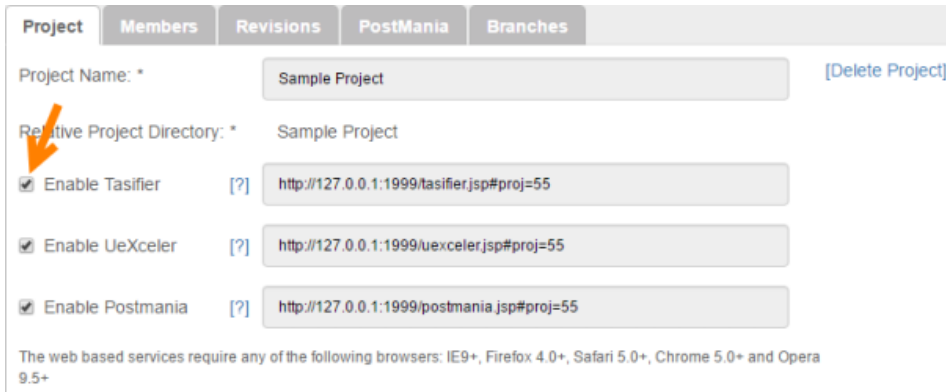 Project Members Revisions PostMania Branches
Project Name: * Sample Project [Delete Project]
Relative Project Directory: * Sample Project
Enable Tasifier [?] http://127.0.0.1:1999/tasifier.jsp#proj=55
Enable UeXceler [?] http://127.0.0.1:1999/uexceler.jsp#proj=55
Enable Postmania [?] http://127.0.0.1:1999/postmania.jsp#proj=55
The web based services require any of the following browsers: IE9+, Firefox 4.0+, Safari 5.0+, Chrome 5.0+ and Opera
9.5+